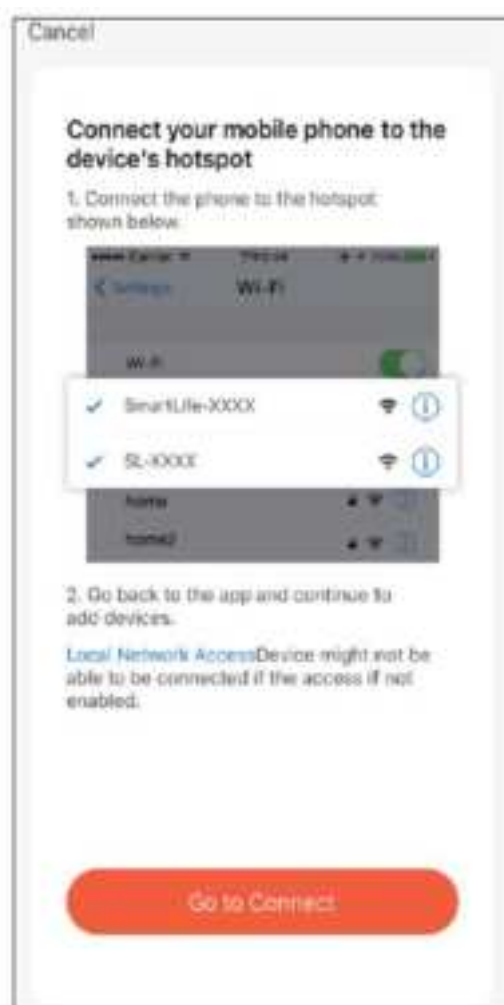 Cancel
Connect your mobile phone to the
device's hotspot
1. Connect the phone to the hotspot
shown below.
Wi-Fi
Wi-Fi
SmartLife-XXXX
SL-XXXX
home
home2
2. Go back to the app and continue to
add devices.
Local Network AccessDevice might not be
able to be connected if the access if not
enabled.
Go to Connect